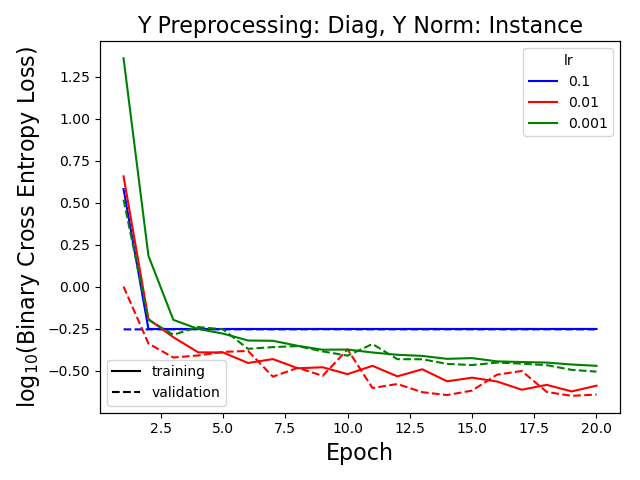 Y Preprocessing: Diag, Y Norm: Instance
log₁₀(Binary Cross Entropy Loss)
1.25
1.00
0.75
0.50
0.25
0.00
−0.25
−0.50
lr
0.1
0.01
0.001
training
validation
2.5 5.0 7.5 10.0 12.5 15.0 17.5 20.0
Epoch